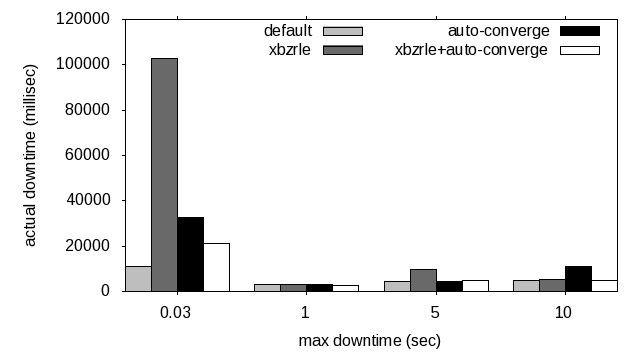 120000
default
auto-converge
xbzrle
xbzrle+auto-converge
100000
80000
60000
40000
20000
0
actual downtime (millisec)
0.03
1
5
10
max downtime (sec)